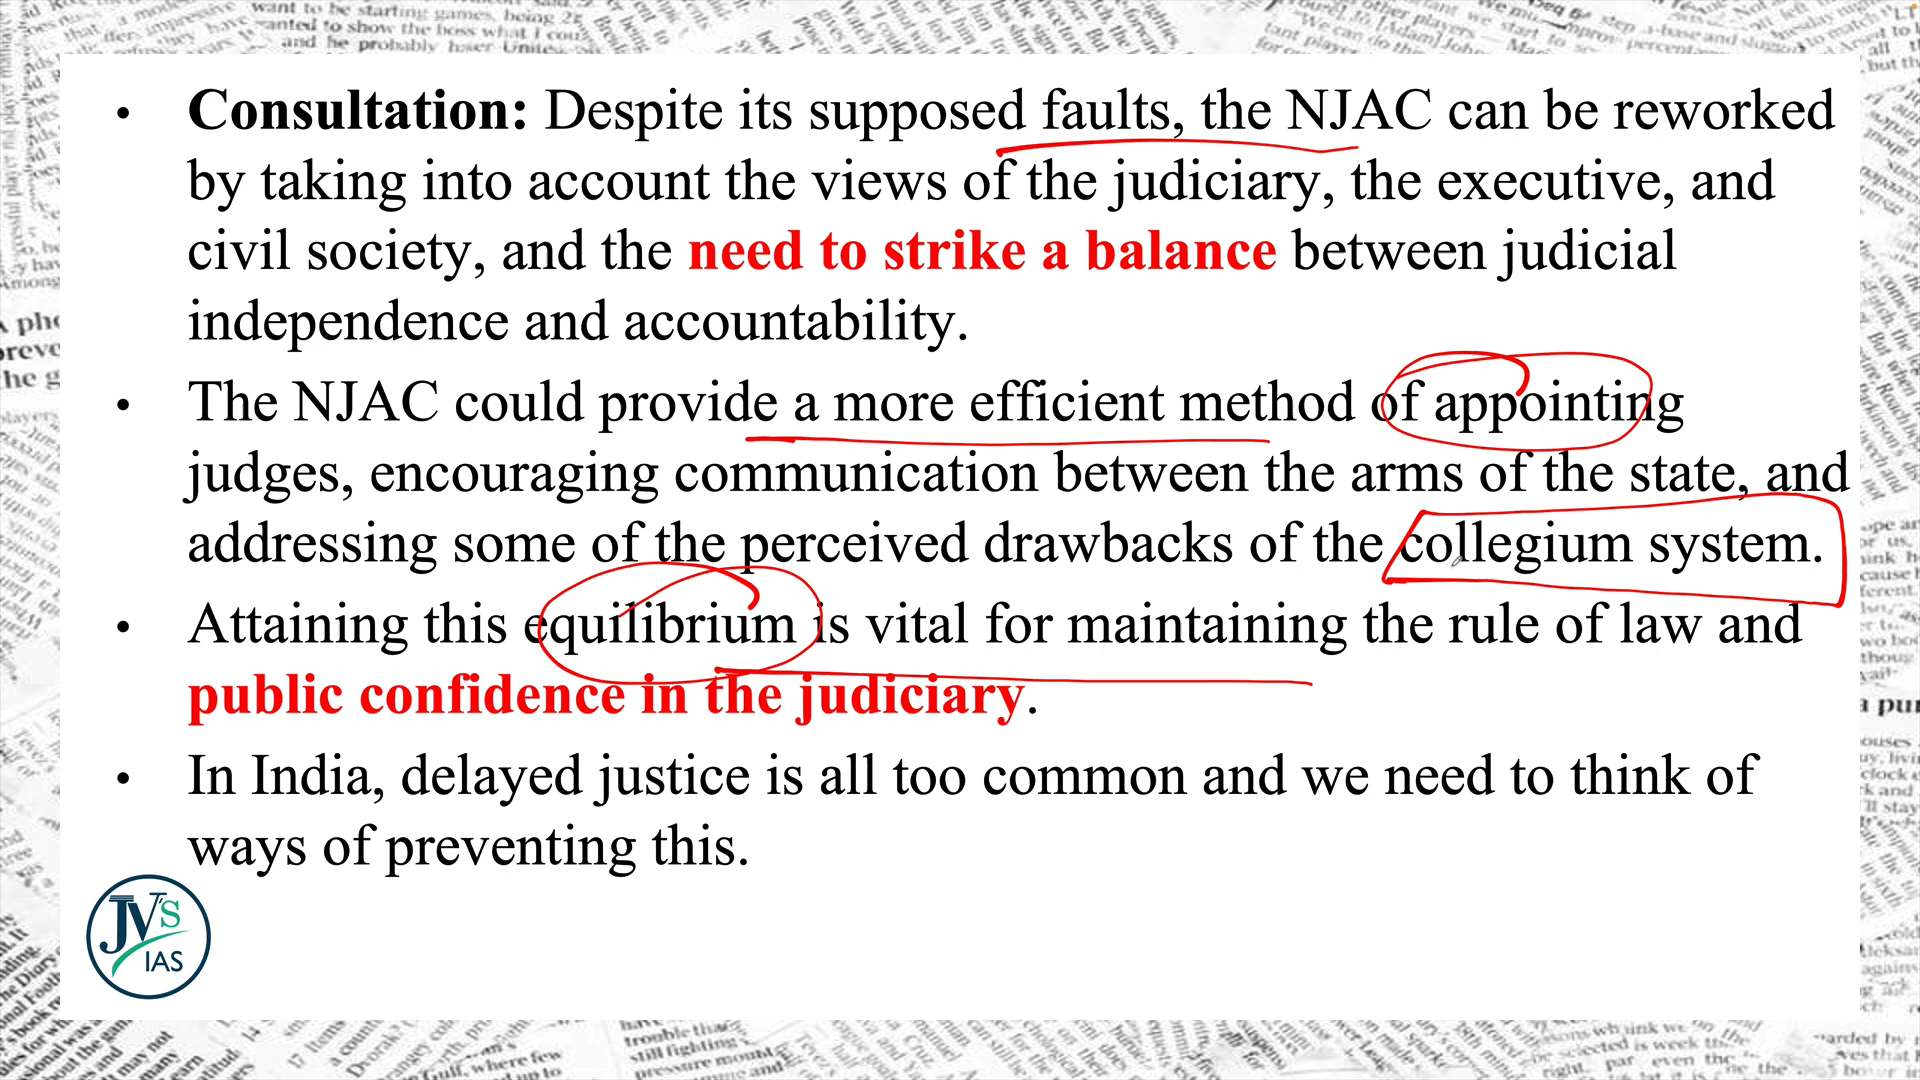 • Consultation: Despite its supposed faults, the NJAC can be reworked
by taking into account the views of the judiciary, the executive, and
civil society, and the need to strike a balance between judicial
independence and accountability.
• The NJAC could provide a more efficient method of appointing
judges, encouraging communication between the arms of the state, and
addressing some of the perceived drawbacks of the collegium system.
• Attaining this equilibrium is vital for maintaining the rule of law and
public confidence in the judiciary.
• In India, delayed justice is all too common and we need to think of
ways of preventing this.
JV'S
IAS